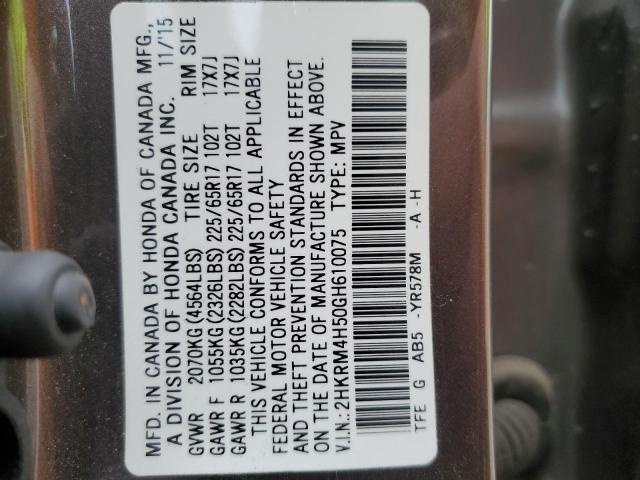 MFD. IN CANADA BY HONDA OF CANADA MFG.,
A DIVISION OF HONDA CANADA INC. 11/'15
GVWR 2070KG (4564LBS) TIRE SIZE RIM SIZE
GAWR F 1055KG (2326LBS) 225/65R17 102T 17X7J
GAWR R 1035KG (2282LBS) 225/65R17 102T 17X7J
THIS VEHICLE CONFORMS TO ALL APPLICABLE
FEDERAL MOTOR VEHICLE SAFETY
AND THEFT PREVENTION STANDARDS IN EFFECT
ON THE DATE OF MANUFACTURE SHOWN ABOVE.
V.I.N.: 2HKRM4H50GH610075 TYPE: MPV
TFE G AB5 -YR578M -A -H